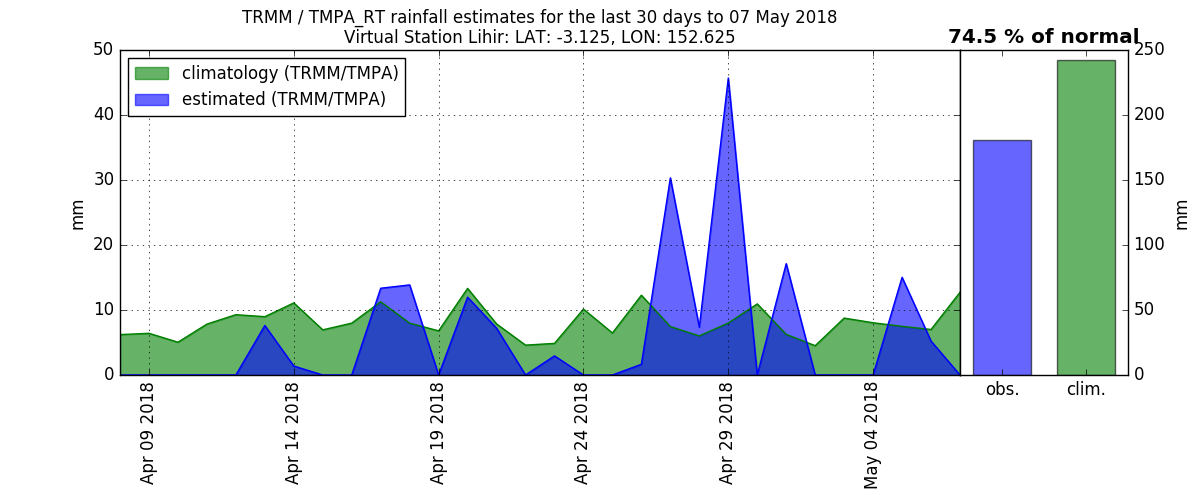 TRMM / TMPA_RT rainfall estimates for the last 30 days to 07 May 2018
Virtual Station Lihir: LAT: -3.125, LON: 152.625
74.5 % of normal
climatology (TRMM/TMPA)
estimated (TRMM/TMPA)
50
40
30
20
10
0
mm
Apr 09 2018
Apr 14 2018
Apr 19 2018
Apr 24 2018
Apr 29 2018
May 04 2018
obs.
clim.
250
200
150
100
50
0
mm